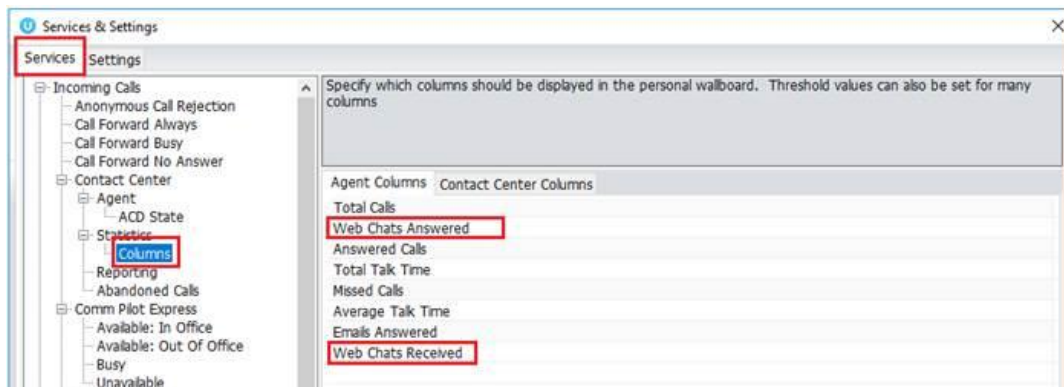 Services & Settings
Services Settings
Incoming Calls
Anonymous Call Rejection
Call Forward Always
Call Forward Busy
Call Forward No Answer
Contact Center
Agent
ACD State
Statistics
Columns
Reporting
Abandoned Calls
Comm Pilot Express
Available: In Office
Available: Out Of Office
Busy
Unavailable
Specify which columns should be displayed in the personal wallboard. Threshold values can also be set for many
columns
Agent Columns Contact Center Columns
Total Calls
Web Chats Answered
Answered Calls
Total Talk Time
Missed Calls
Average Talk Time
Emails Answered
Web Chats Received